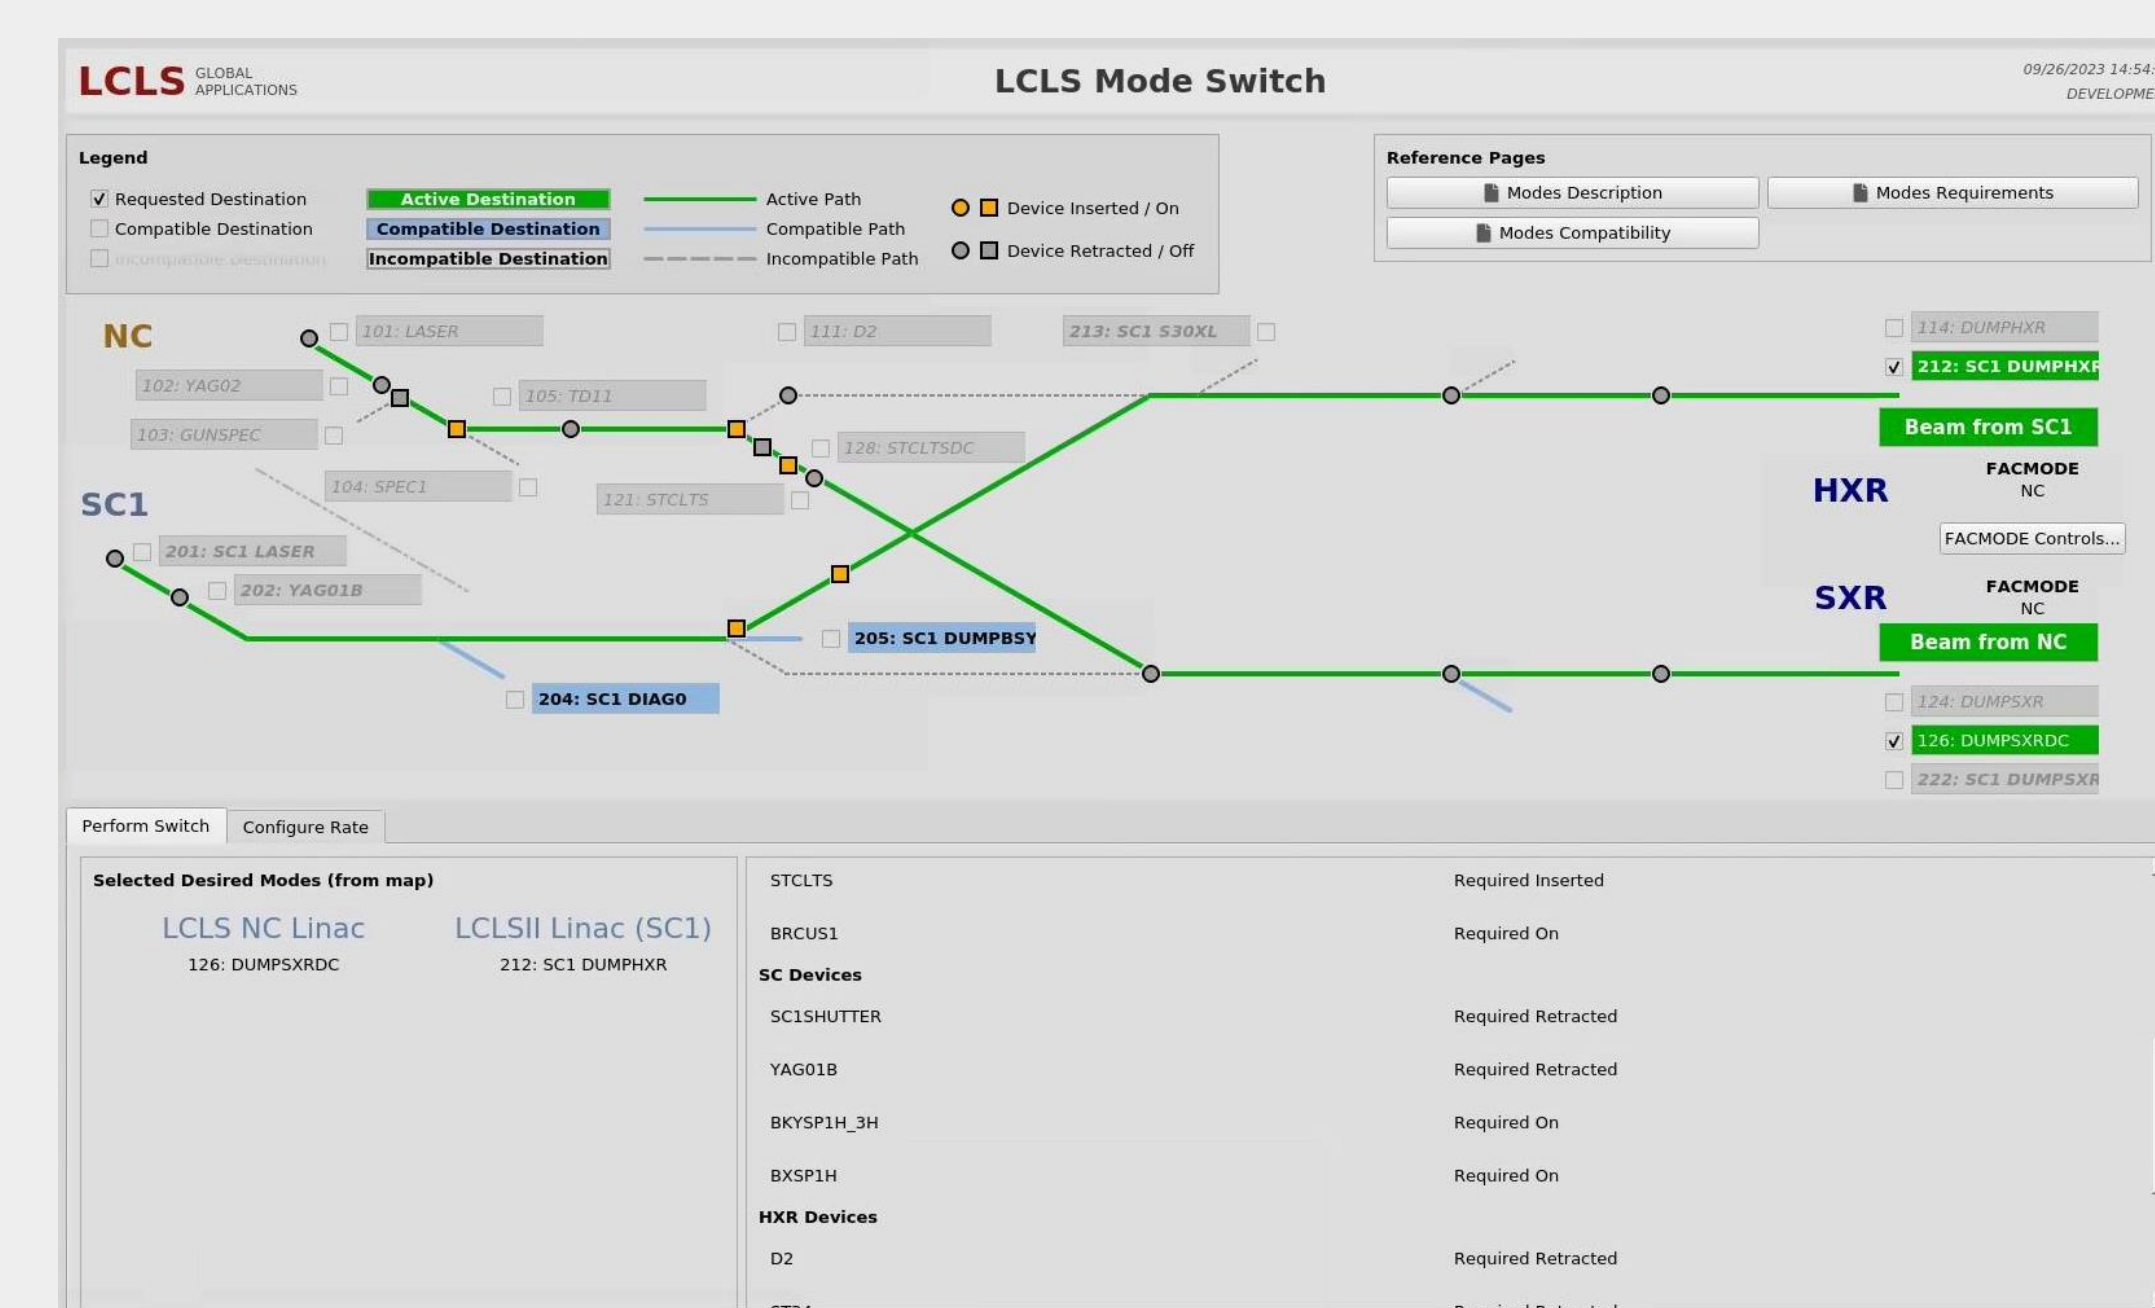 LCLS GLOBAL APPLICATIONS
LCLS Mode Switch
09/26/2023 14:54:
DEVELOPME
Legend
Requested Destination
Compatible Destination
Incompatible Destination
Active Destination
Compatible Destination
Incompatible Destination
Active Path
Compatible Path
Incompatible Path
Device Inserted / On
Device Retracted / Off
Reference Pages
Modes Description
Modes Requirements
Modes Compatibility
NC
101: LASER
111: D2
213: SC1 S30XL
114: DUMPHXR
102: YAG02
105: TD11
212: SC1 DUMPHXR
103: GUNSPEC
128: STCLTSDC
Beam from SC1
104: SPEC1
121: STCLTS
HXR
FACMODE
NC
SC1
FACMODE Controls...
201: SC1 LASER
202: YAG01B
SXR
FACMODE
NC
205: SC1 DUMPBSY
Beam from NC
204: SC1 DIAG0
124: DUMPSXR
126: DUMPSXRDC
222: SC1 DUMPSXR
Perform Switch
Configure Rate
Selected Desired Modes (from map)
LCLS NC Linac
LCLSII Linac (SC1)
126: DUMPSXRDC
212: SC1 DUMPHXR
STCLTS Required Inserted
BRCUS1 Required On
SC Devices
SC1SHUTTER Required Retracted
YAG01B Required Retracted
BKYSP1H_3H Required On
BXSP1H Required On
HXR Devices
D2 Required Retracted